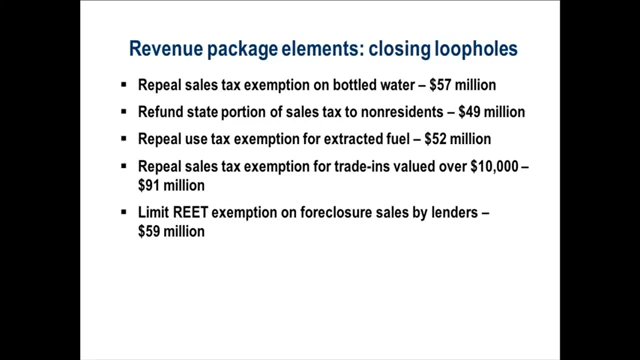 Revenue package elements: closing loopholes
▪ Repeal sales tax exemption on bottled water – $57 million
▪ Refund state portion of sales tax to nonresidents – $49 million
▪ Repeal use tax exemption for extracted fuel – $52 million
▪ Repeal sales tax exemption for trade-ins valued over $10,000 –
$91 million
▪ Limit REET exemption on foreclosure sales by lenders –
$59 million